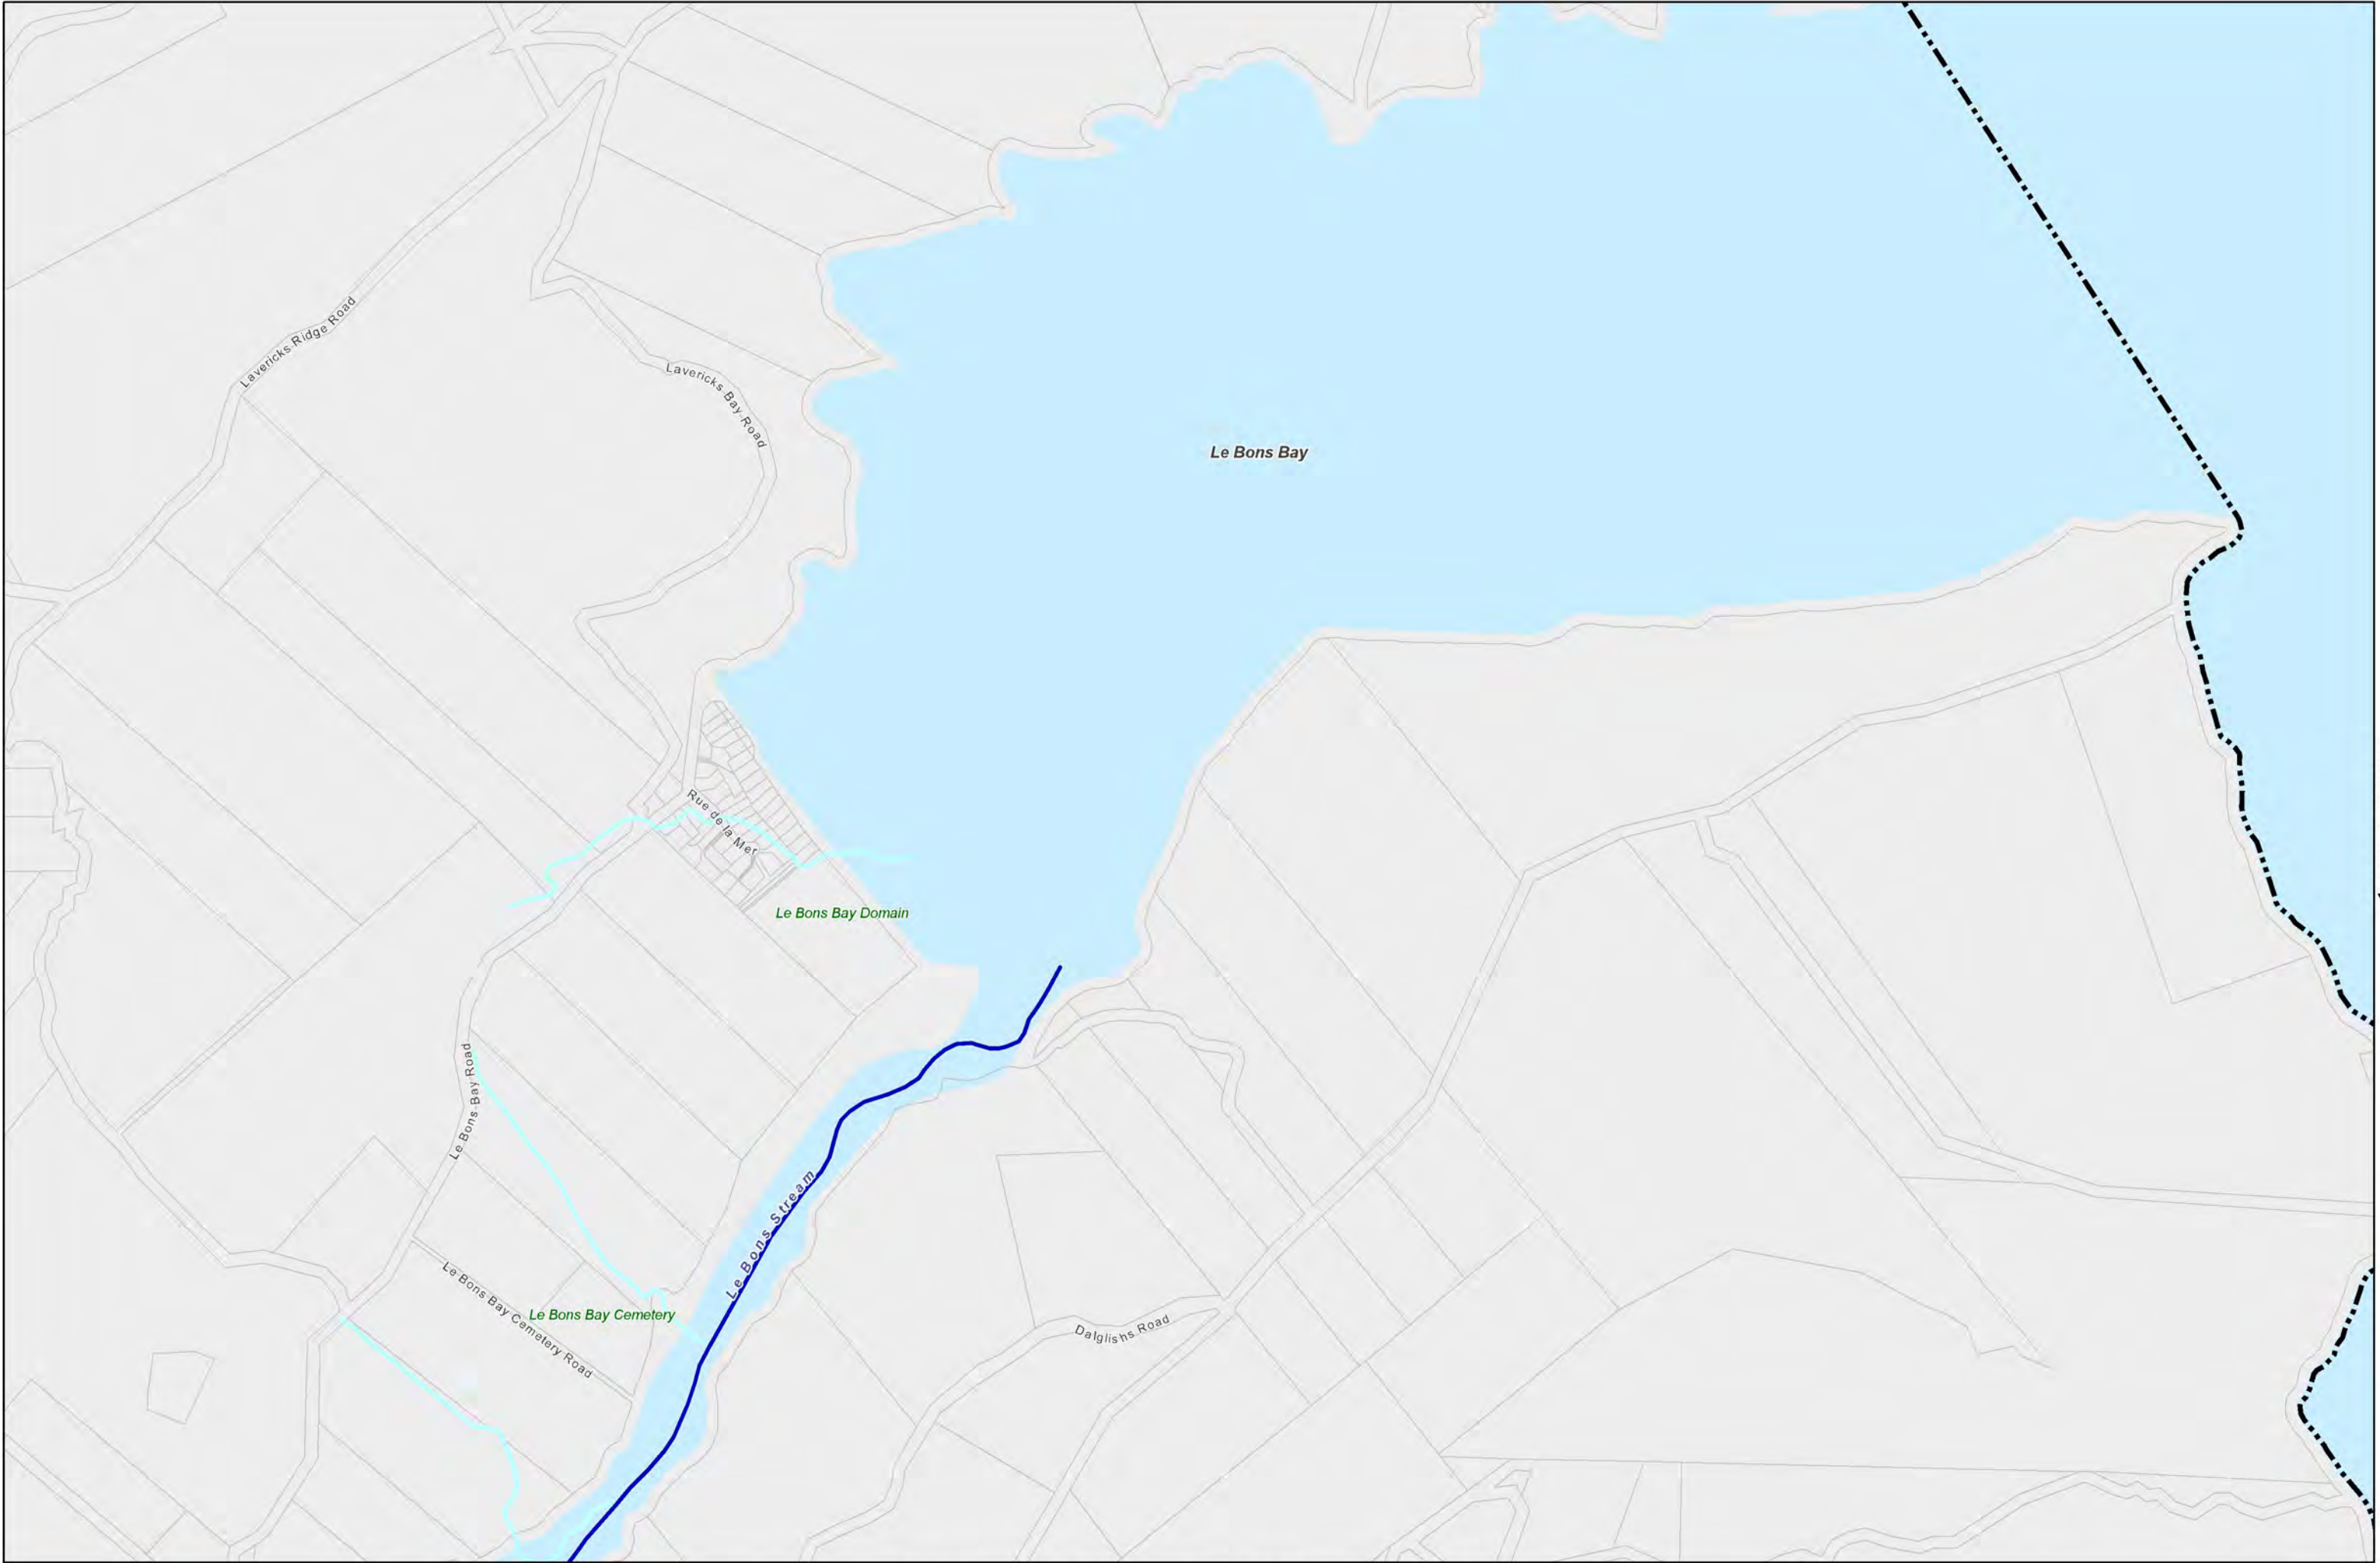 Lavericks Ridge Road
Lavericks Bay Road
Le Bons Bay
Rue de la Mer
Le Bons Bay Domain
Le Bons Bay Road
Le Bons Stream
Le Bons Bay Cemetery Road
Le Bons Bay Cemetery
Dalglishs Road